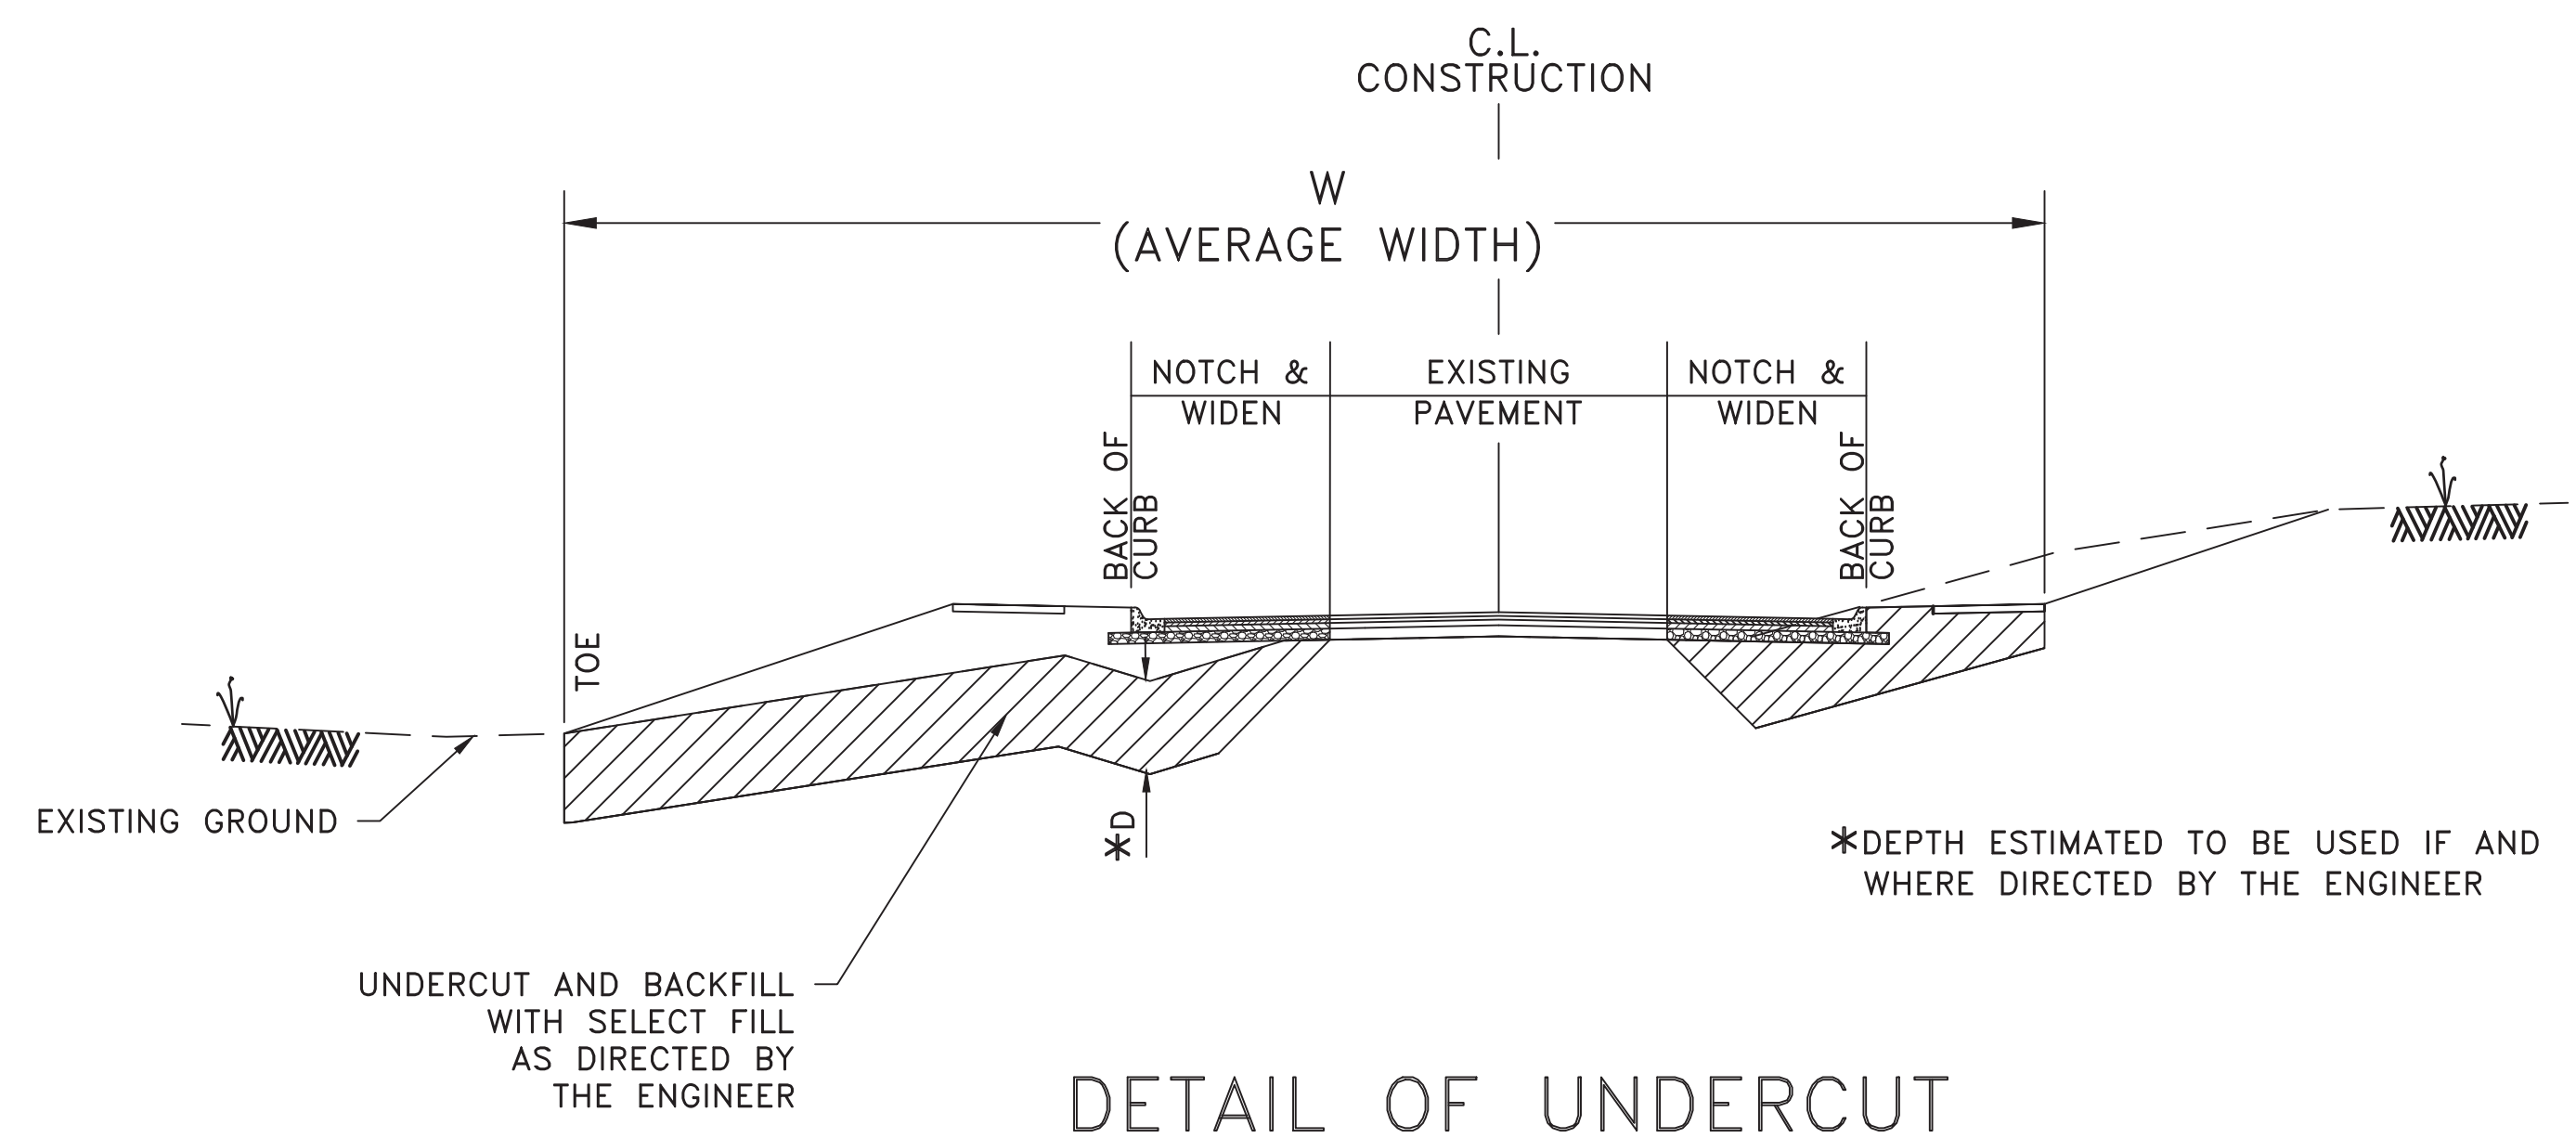 C.L.
CONSTRUCTION
W
(AVERAGE WIDTH)
NOTCH &
WIDEN
EXISTING
PAVEMENT
NOTCH &
WIDEN
BACK OF
CURB
BACK OF
CURB
TOE
EXISTING GROUND
*D
*DEPTH ESTIMATED TO BE USED IF AND
WHERE DIRECTED BY THE ENGINEER
UNDERCUT AND BACKFILL
WITH SELECT FILL
AS DIRECTED BY
THE ENGINEER
DETAIL OF UNDERCUT